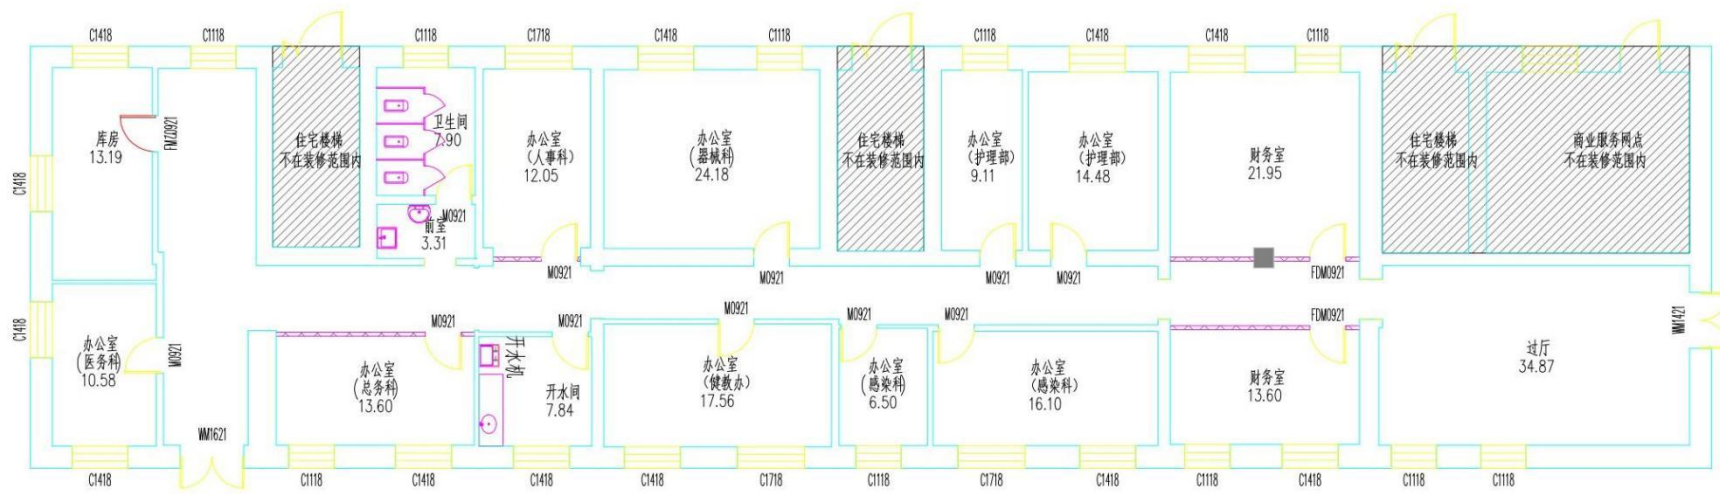 C1418
C1118
C1118
C1718
C1418
C1118
C1118
C1418
C1418
C1118
库房
13.19
FMZ0921
住宅楼梯
不在装修范围内
卫生间
7.90
办公室
(人事科)
12.05
办公室
(器械科)
24.18
住宅楼梯
不在装修范围内
办公室
(护理部)
9.11
办公室
(护理部)
14.48
财务室
21.95
住宅楼梯
不在装修范围内
商业服务网点
不在装修范围内
C1418
M0921
前室
3.31
M0921
M0921
M0921
M0921
FDM0921
C1418
办公室
(医务科)
10.58
M0921
M0921
M0921
M0921
M0921
M0921
FDM0921
WM1421
办公室
(总务科)
13.60
开水机
开水间
7.84
办公室
(健教办)
17.56
办公室
(感染科)
6.50
办公室
(感染科)
16.10
财务室
13.60
过厅
34.87
WM1621
C1418
C1118
C1418
C1418
C1418
C1718
C1118
C1718
C1418
C1118
C1418
C1118
C1118